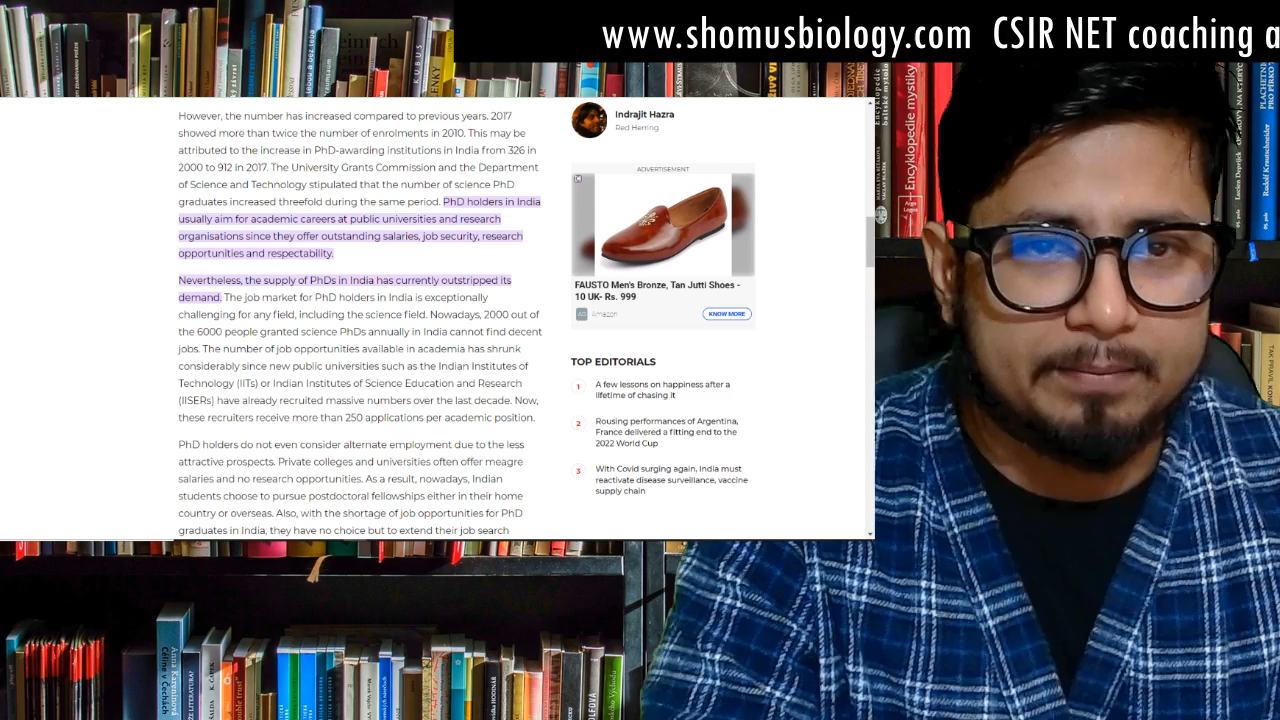 www.shomusbiology.com CSIR NET coaching a
However, the number has increased compared to previous years. 2017
showed more than twice the number of enrolments in 2010. This may be
attributed to the increase in PhD-awarding institutions in India from 326 in
2000 to 912 in 2017. The University Grants Commission and the Department
of Science and Technology stipulated that the number of science PhD
graduates increased threefold during the same period. PhD holders in India
usually aim for academic careers at public universities and research
organisations since they offer outstanding salaries, job security, research
opportunities and respectability.
Nevertheless, the supply of PhDs in India has currently outstripped its
demand. The job market for PhD holders in India is exceptionally
challenging for any field, including the science field. Nowadays, 2000 out of
the 6000 people granted science PhDs annually in India cannot find decent
jobs. The number of job opportunities available in academia has shrunk
considerably since new public universities such as the Indian Institutes of
Technology (IITs) or Indian Institutes of Science Education and Research
(IISERs) have already recruited massive numbers over the last decade. Now,
these recruiters receive more than 250 applications per academic position.
PhD holders do not even consider alternate employment due to the less
attractive prospects. Private colleges and universities often offer meagre
salaries and no research opportunities. As a result, nowadays, Indian
students choose to pursue postdoctoral fellowships either in their home
country or overseas. Also, with the shortage of job opportunities for PhD
graduates in India, they have no choice but to extend their job search
Indrajit Hazra
Red Herring
ADVERTISEMENT
FAUSTO Men's Bronze, Tan Jutti Shoes -
10 UK- Rs. 999
AD Amazon
KNOW MORE
TOP EDITORIALS
1 A few lessons on happiness after a
lifetime of chasing it
2 Rousing performances of Argentina,
France delivered a fitting end to the
2022 World Cup
3 With Covid surging again, India must
reactivate disease surveillance, vaccine
supply chain
Encyklopedie mystiky
Argo
Rudolf Krautschneider
Anna Kareninová
Céline v Čechách
KUBUS